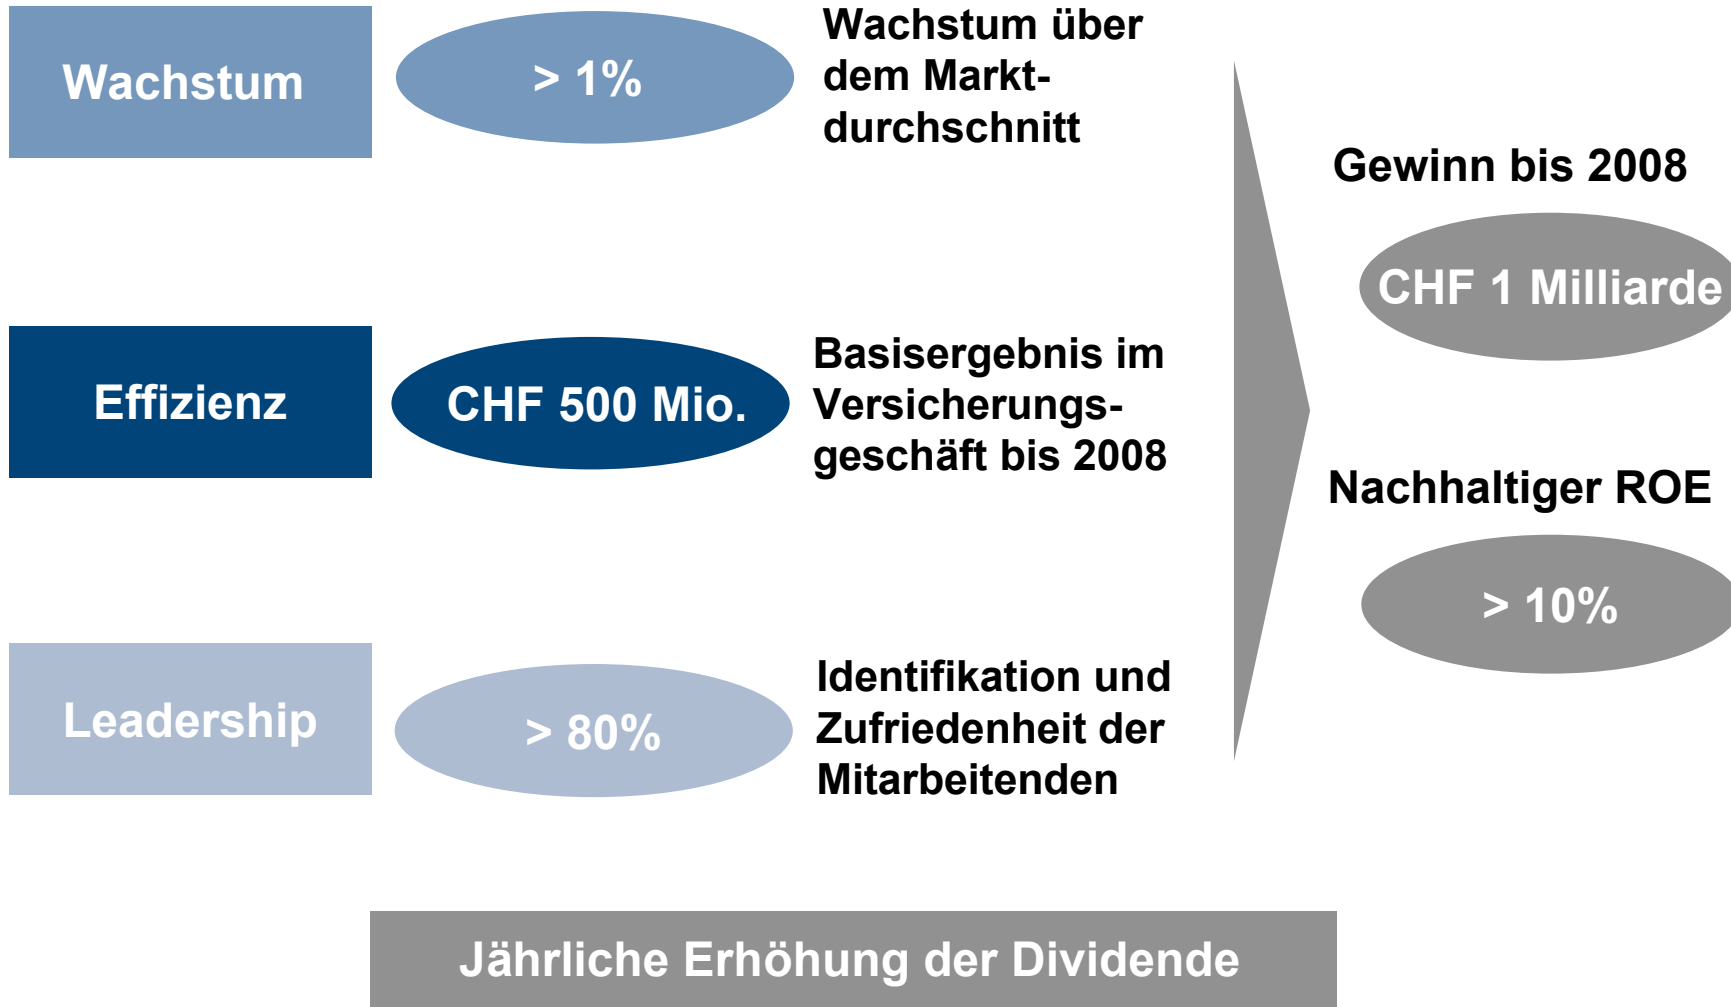 Wachstum
> 1%
Wachstum über
dem Markt-
durchschnitt
Effizienz
CHF 500 Mio.
Basisergebnis im
Versicherungs-
geschäft bis 2008
Leadership
> 80%
Identifikation und
Zufriedenheit der
Mitarbeitenden
Gewinn bis 2008
CHF 1 Milliarde
Nachhaltiger ROE
> 10%
Jährliche Erhöhung der Dividende